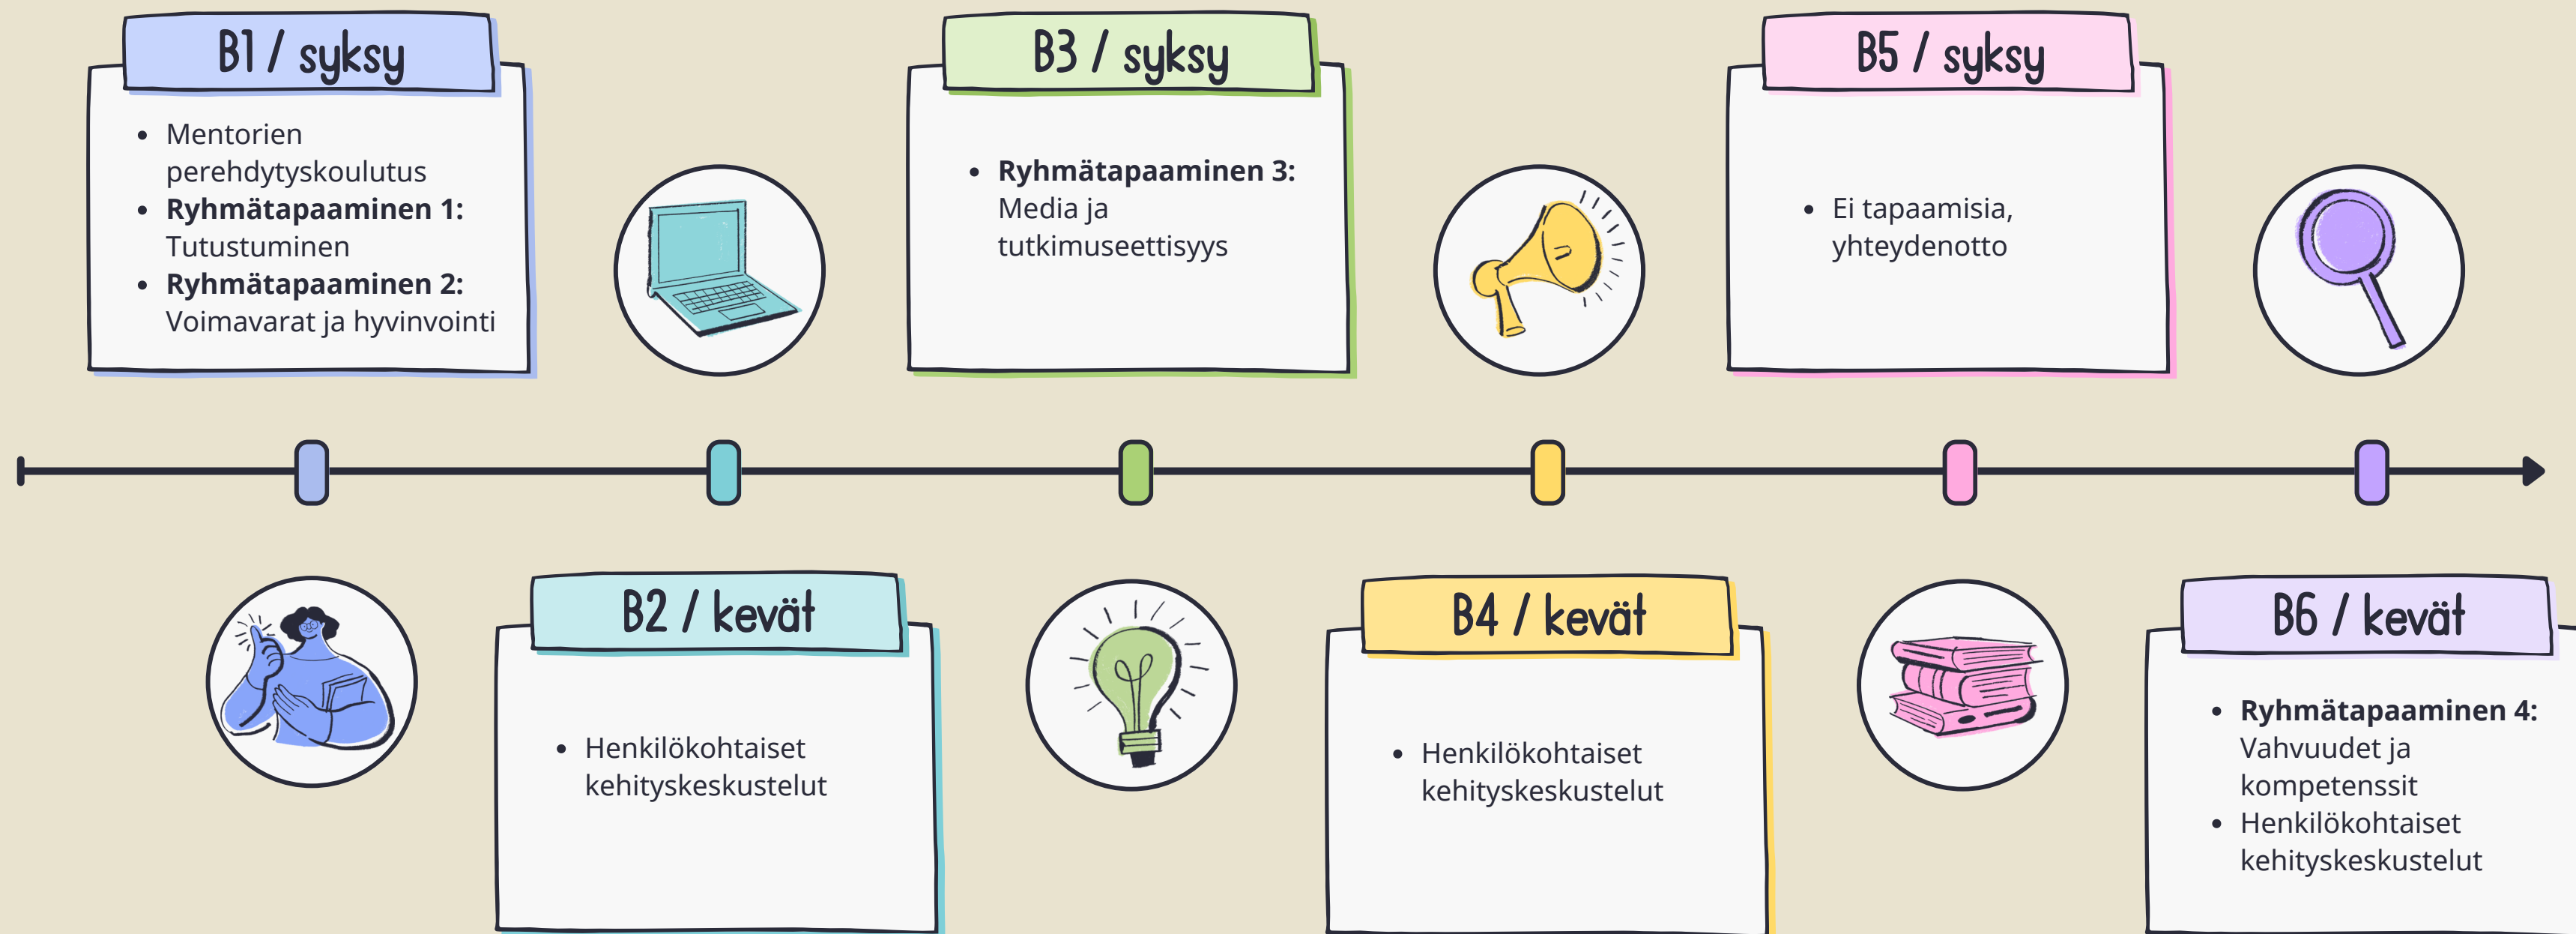 B1 / syksy
• Mentorien
perehdytyskoulutus
• Ryhmätapaaminen 1:
Tutustuminen
• Ryhmätapaaminen 2:
Voimavarat ja hyvinvointi
B2 / kevät
• Henkilökohtaiset
kehityskeskustelut
B3 / syksy
• Ryhmätapaaminen 3:
Media ja
tutkimuseettisyys
B4 / kevät
• Henkilökohtaiset
kehityskeskustelut
B5 / syksy
• Ei tapaamisia,
yhteydenotto
B6 / kevät
• Ryhmätapaaminen 4:
Vahvuudet ja
kompetenssit
• Henkilökohtaiset
kehityskeskustelut